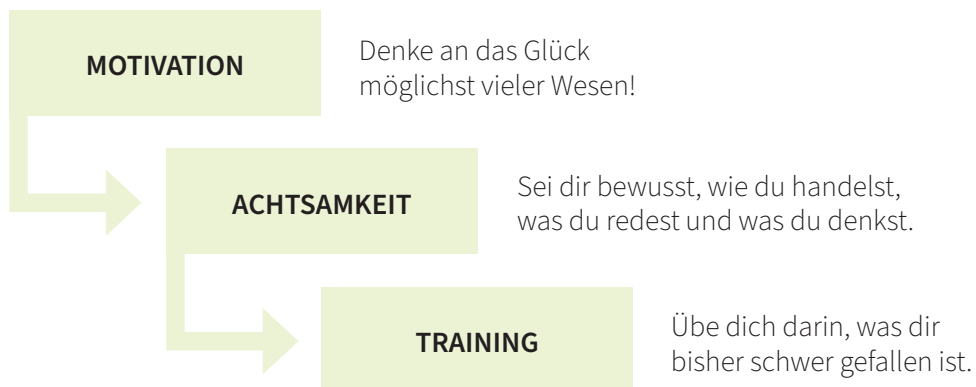 MOTIVATION
Denke an das Glück
möglichst vieler Wesen!
ACHTSAMKEIT
Sei dir bewusst, wie du handelst,
was du redest und was du denkst.
TRAINING
Übe dich darin, was dir
bisher schwer gefallen ist.